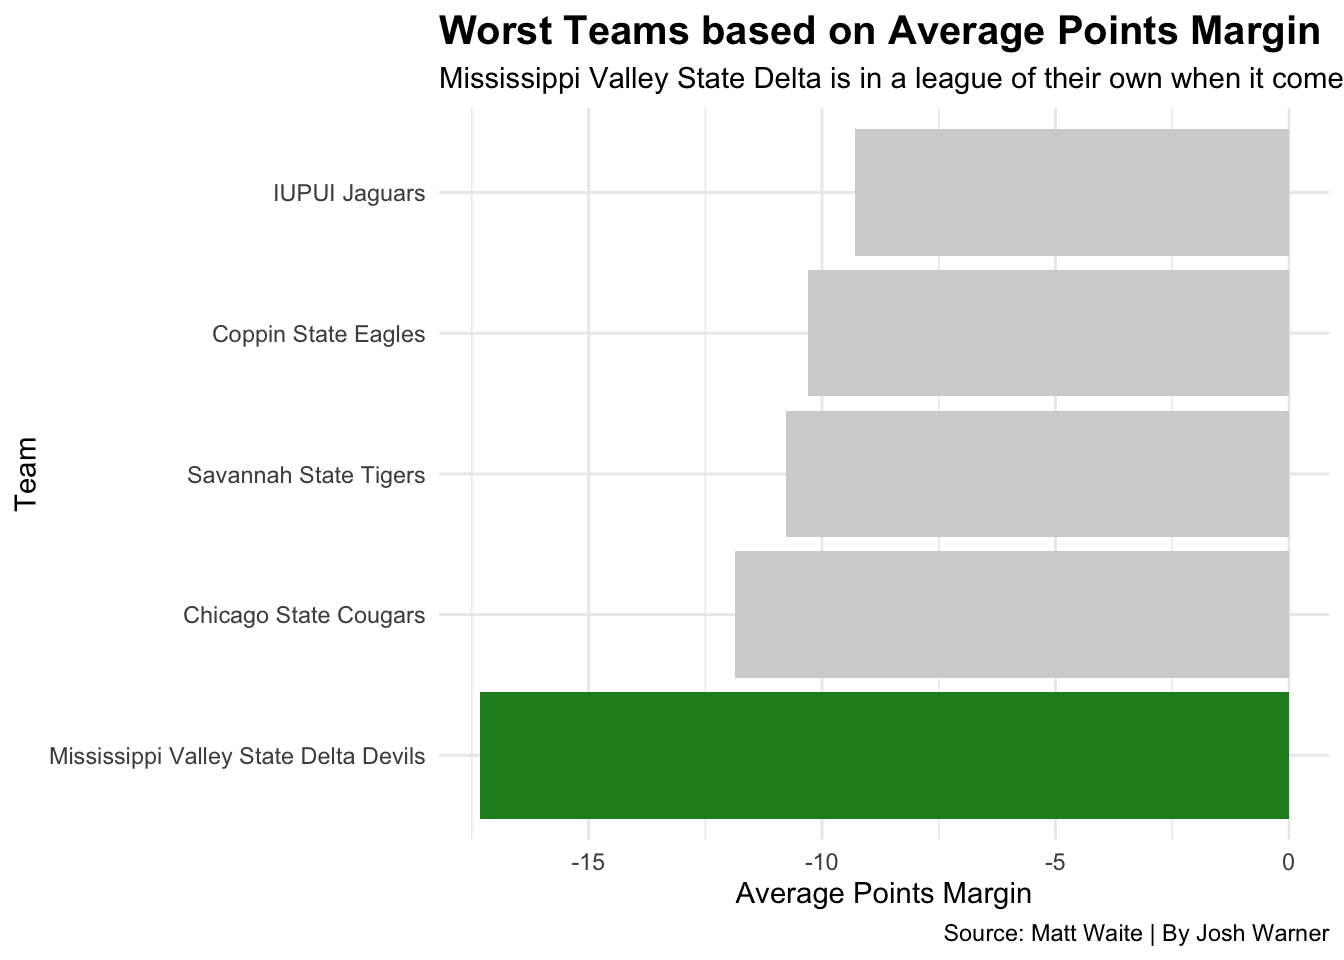 Worst Teams based on Average Points Margin
Mississippi Valley State Delta is in a league of their own when it come
IUPUI Jaguars
Coppin State Eagles
Savannah State Tigers
Chicago State Cougars
Mississippi Valley State Delta Devils
Team
-15 -10 -5 0
Average Points Margin
Source: Matt Waite | By Josh Warner